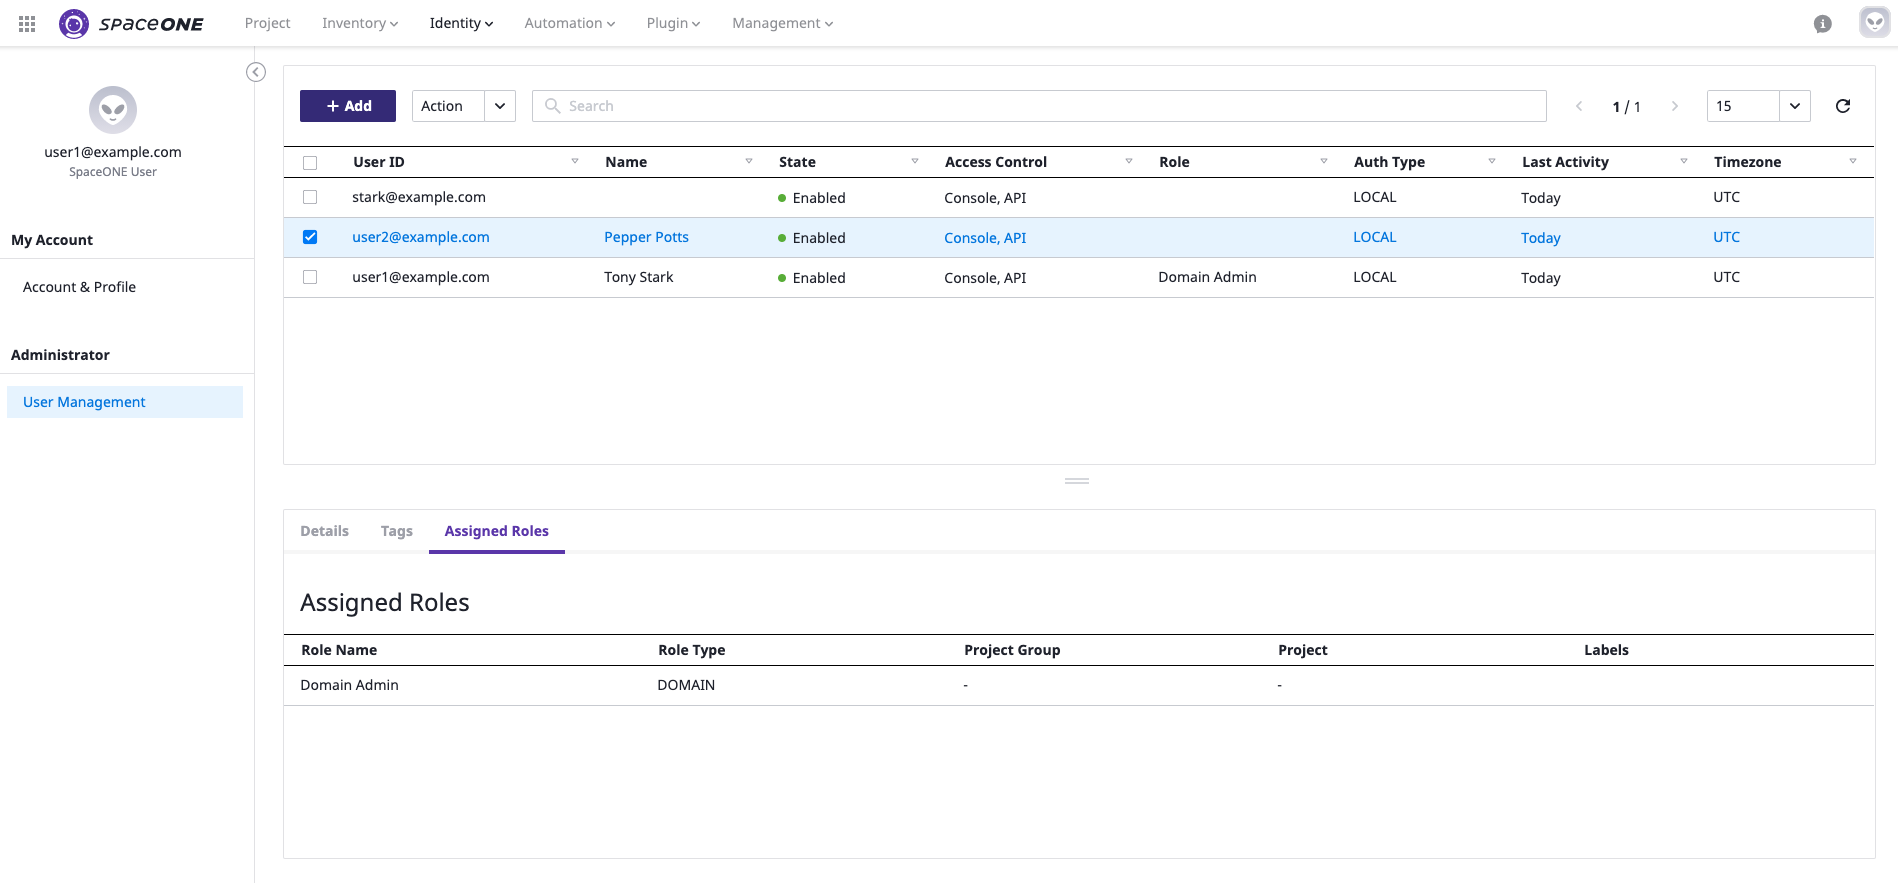 SpaceONE Project Inventory Identity Automation Plugin Management
user1@example.com
SpaceONE User
My Account
Account & Profile
Administrator
User Management
+ Add Action Search 1 / 1 15
User ID Name State Access Control Role Auth Type Last Activity Timezone
stark@example.com Enabled Console, API LOCAL Today UTC
user2@example.com Pepper Potts Enabled Console, API LOCAL Today UTC
user1@example.com Tony Stark Enabled Console, API Domain Admin LOCAL Today UTC
Details Tags Assigned Roles
Assigned Roles
Role Name Role Type Project Group Project Labels
Domain Admin DOMAIN - -